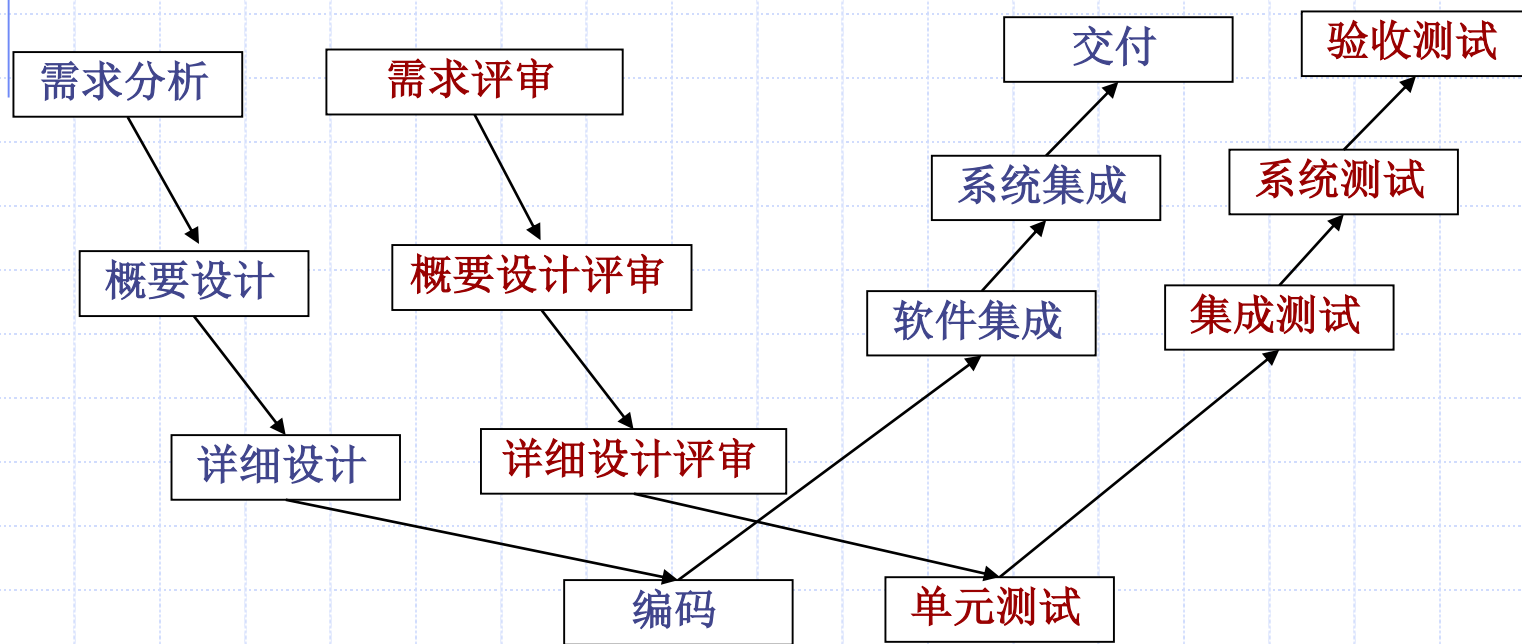 需求分析
需求评审
交付
验收测试
系统集成
系统测试
概要设计
概要设计评审
软件集成
集成测试
详细设计
详细设计评审
编码
单元测试